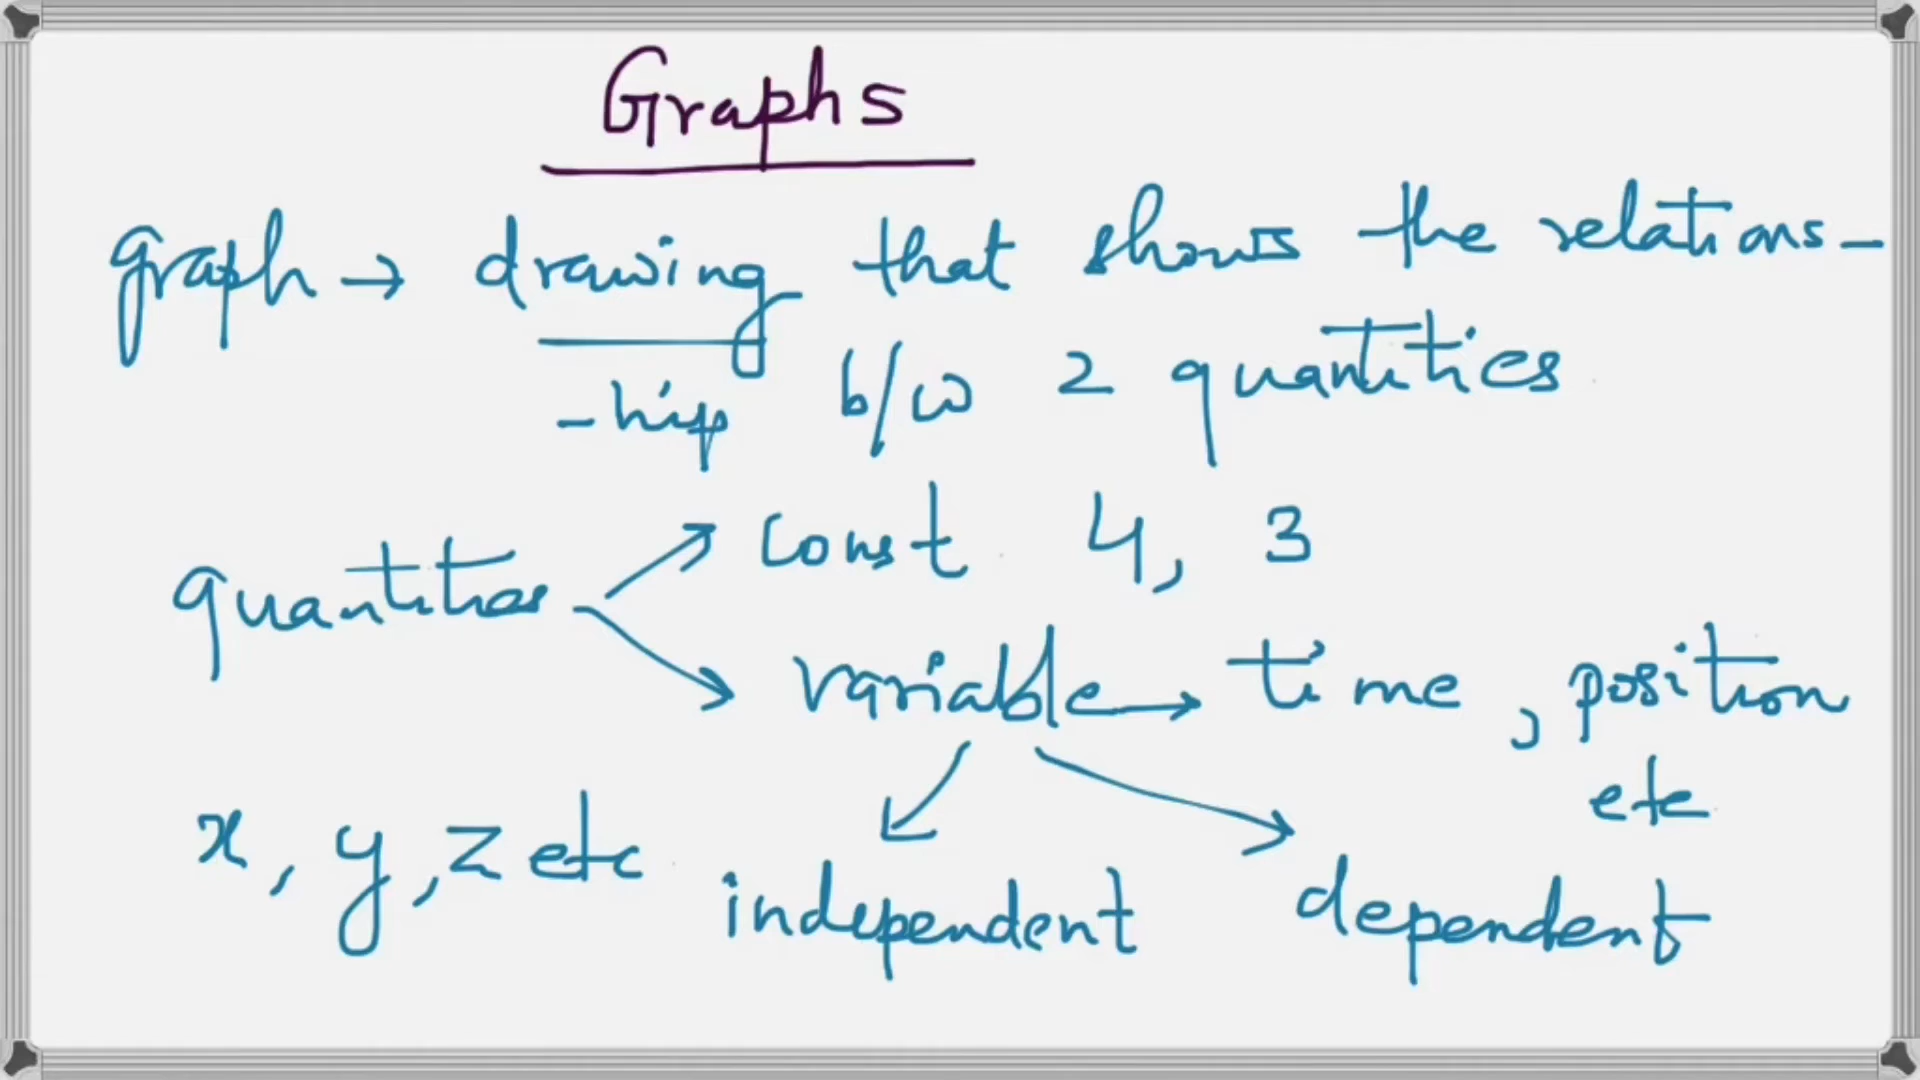 Graphs
graph → drawing that shows the relations-
-hip b/w 2 quantities
quantities → const 4, 3
→ variable → time, position
etc
x, y, z etc independent dependent